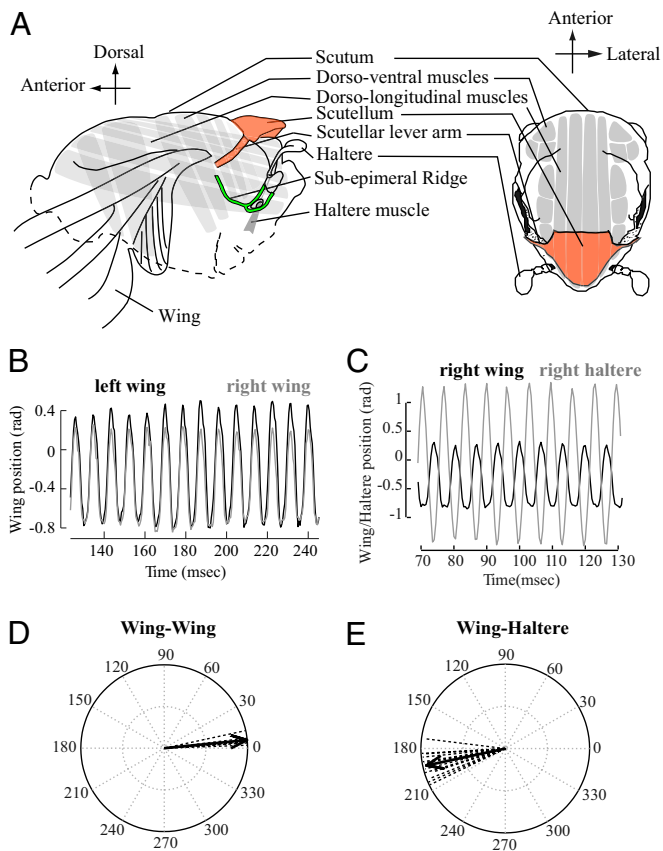 A
Dorsal
Anterior
Scutum
Dorso-ventral muscles
Dorso-longitudinal muscles
Scutellum
Scutellar lever arm
Haltere
Sub-epimeral Ridge
Haltere muscle
Wing
Anterior
Lateral
B
left wing right wing
Wing position (rad)
0.4
0
-0.4
-0.8
140 160 180 200 220 240
Time (msec)
C
right wing right haltere
Wing/Haltere position (rad)
1
0.5
0
-0.5
-1
70 80 90 100 110 120 130
Time(msec)
D
Wing-Wing
90
120 60
150 30
180 0
210 330
240 300
270
E
Wing-Haltere
90
120 60
150 30
180 0
210 330
240 300
270